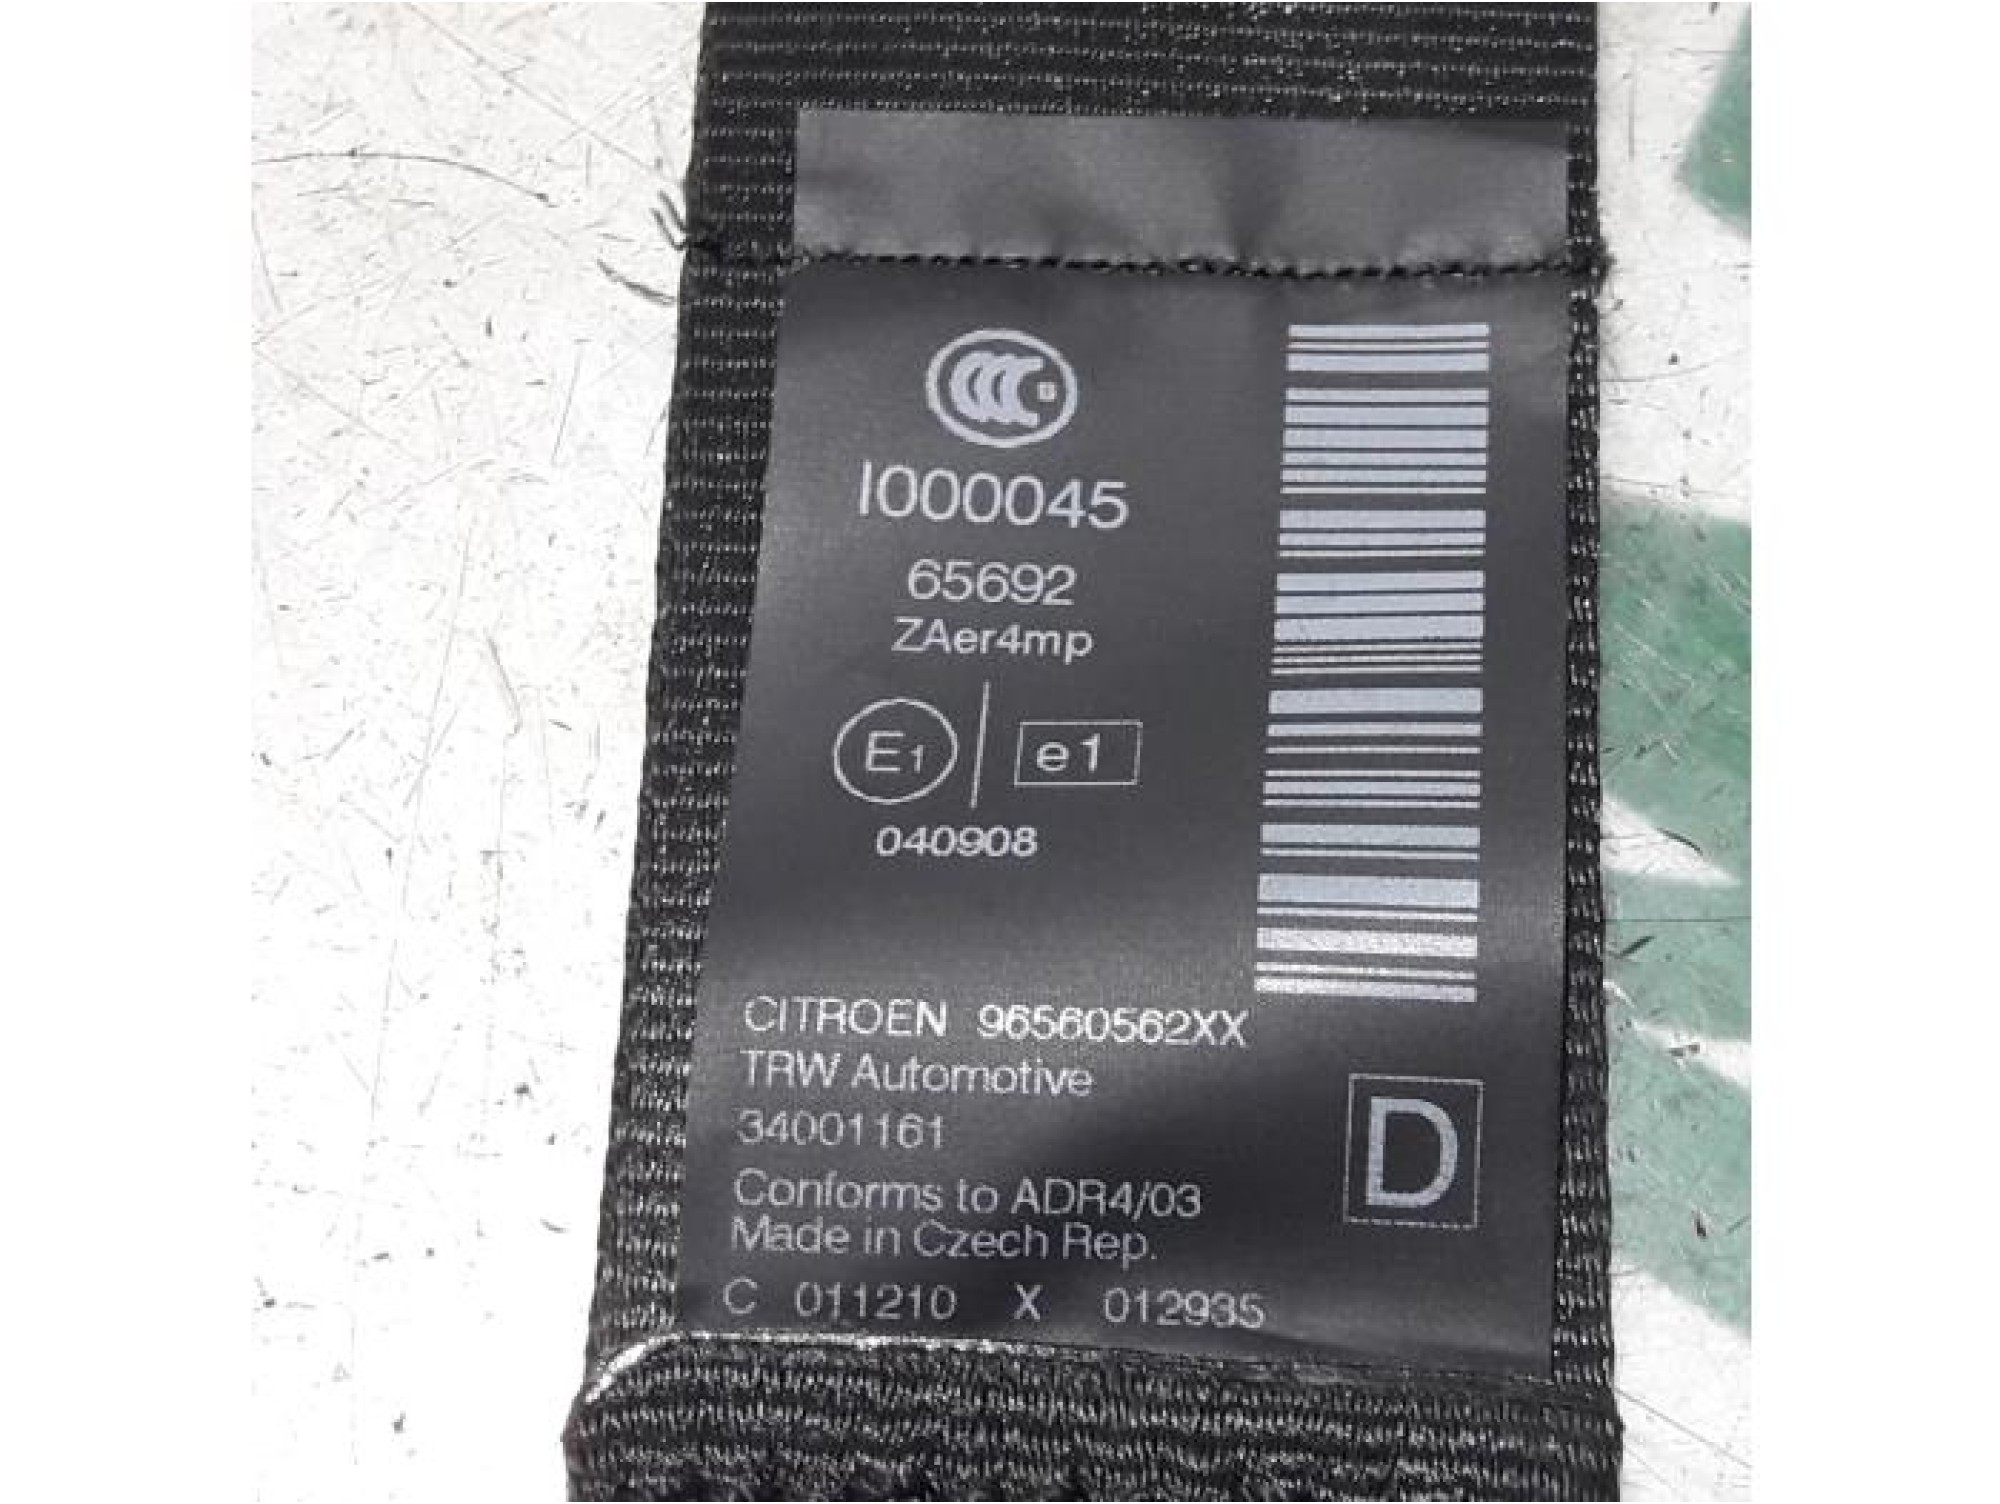 CCC
I000045
65692
ZAer4mp
E1 e1
040908
CITROEN 96560562XX
TRW Automotive
34001161
D
Conforms to ADR4/03
Made in Czech Rep.
C 011210 X 012935